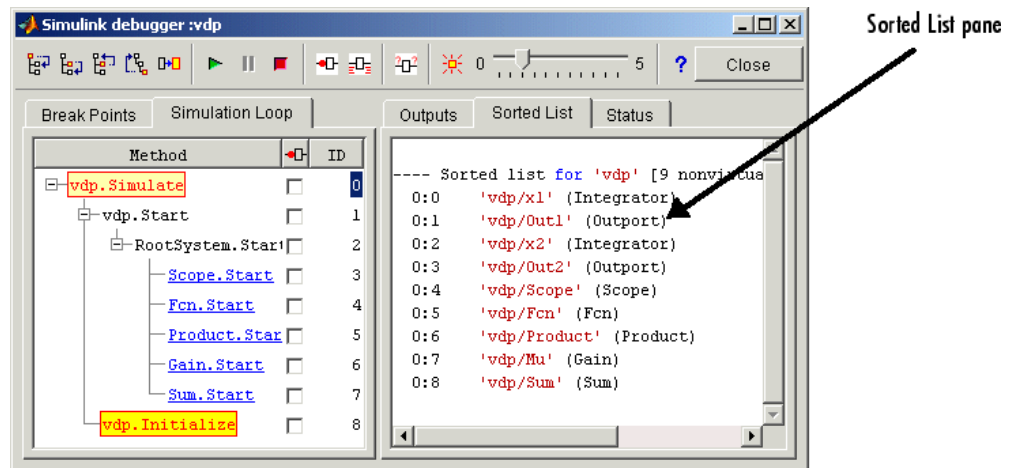 Simulink debugger :vdp
Sorted List pane
0 5 ? Close
Break Points Simulation Loop
Outputs Sorted List Status
Method ID
vdp.Simulate 0
vdp.Start 1
RootSystem.Start 2
Scope.Start 3
Fcn.Start 4
Product.Star 5
Gain.Start 6
Sum.Start 7
vdp.Initialize 8
---- Sorted list for 'vdp' [9 nonvirtua
0:0 'vdp/x1' (Integrator)
0:1 'vdp/Out1' (Outport)
0:2 'vdp/x2' (Integrator)
0:3 'vdp/Out2' (Outport)
0:4 'vdp/Scope' (Scope)
0:5 'vdp/Fcn' (Fcn)
0:6 'vdp/Product' (Product)
0:7 'vdp/Mu' (Gain)
0:8 'vdp/Sum' (Sum)